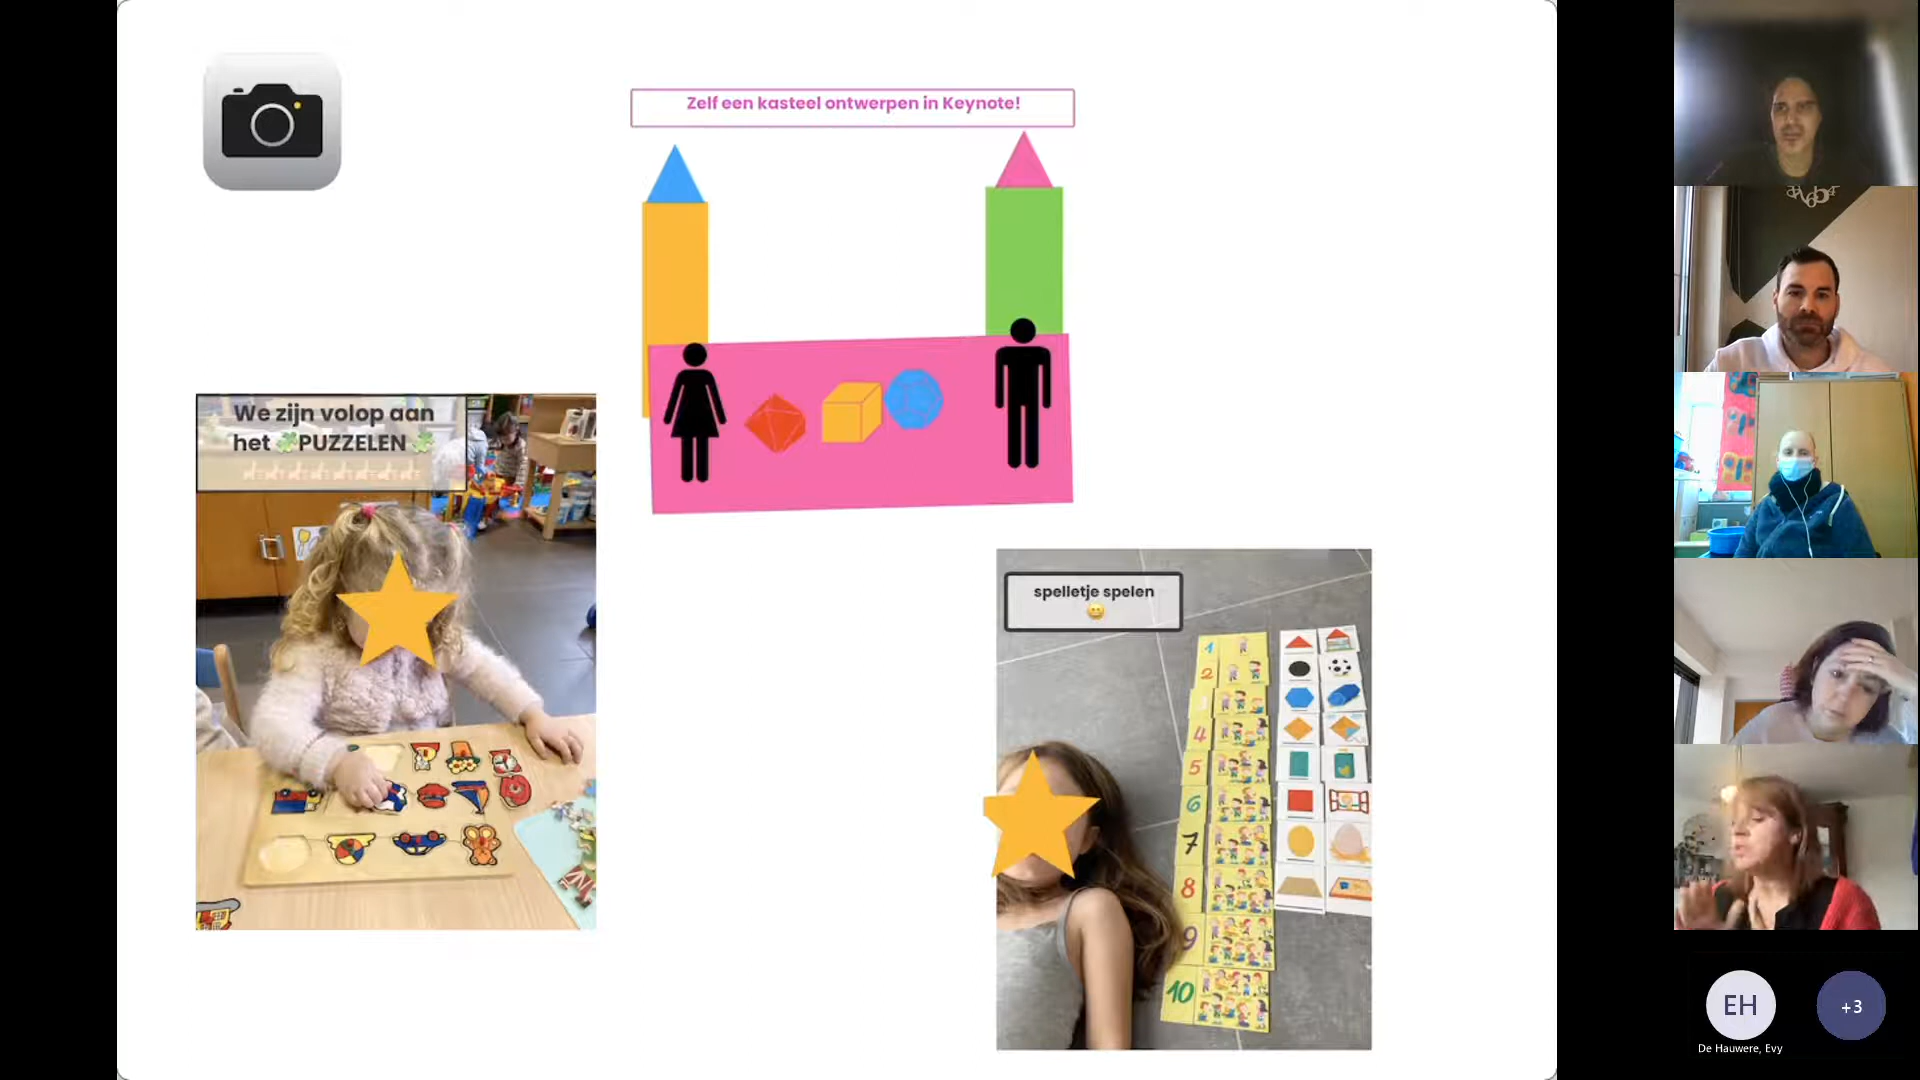 Zelf een kasteel ontwerpen in Keynote!
We zijn volop aan
het 🧩PUZZELEN 🧩
spelletje spelen
😀
1
2
4
5
6
7
8
9
10
EH
+3
De Hauwere, Evy